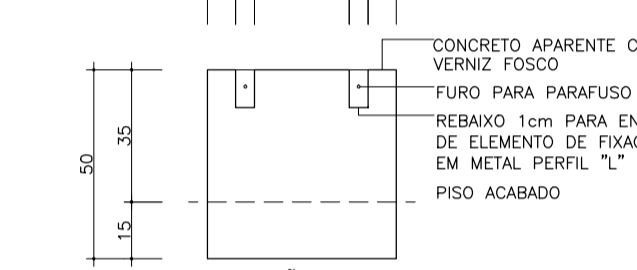 CONCRETO APARENTE C
VERNIZ FOSCO
FURO PARA PARAFUSO
REBAIXO 1cm PARA EN
DE ELEMENTO DE FIXAÇ
EM METAL PERFIL "L"
PISO ACABADO
50
35
15